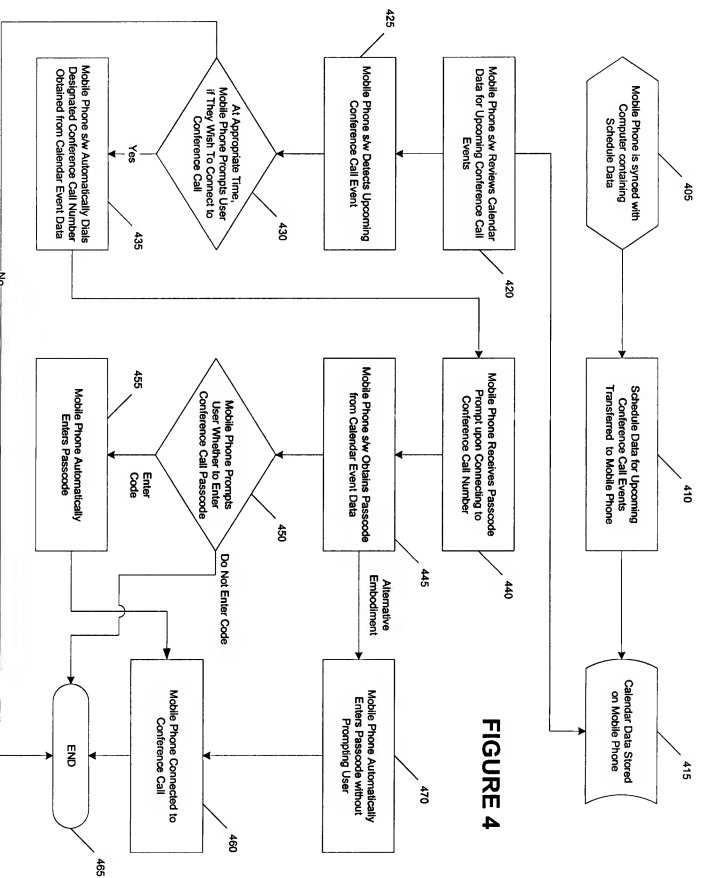 Mobile Phone is synced with
Computer containing
Schedule Data
405
Schedule Data for Upcoming
Conference Call Events
Transferred to Mobile Phone
410
Calendar Data Stored
on Mobile Phone
415
Mobile Phone s/w Reviews Calendar
Data for Upcoming Conference Call
Events
420
Mobile Phone s/w Detects Upcoming
Conference Call Event
425
At Appropriate Time,
Mobile Phone Prompts User
if They Wish To Connect to
Conference Call
430
Yes
No
Mobile Phone s/w Automatically Dials
Designated Conference Call Number
Obtained from Calendar Event Data
435
Mobile Phone Receives Passcode
Prompt upon Connecting to
Conference Call Number
440
Mobile Phone s/w Obtains Passcode
from Calendar Event Data
445
Alternative
Embodiment
Mobile Phone Prompts
User Whether to Enter
Conference Call Passcode
450
Enter
Code
Do Not Enter Code
Mobile Phone Automatically
Enters Passcode
455
Mobile Phone Automatically
Enters Passcode without
Prompting User
470
Mobile Phone Connected to
Conference Call
460
END
465
FIGURE 4